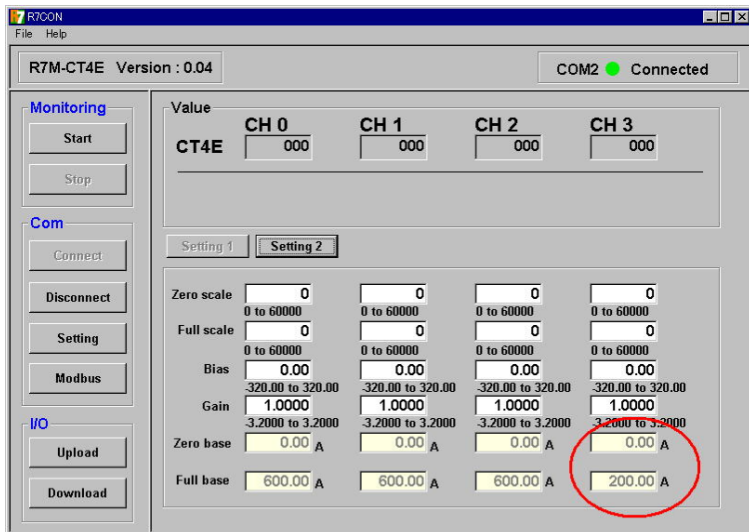 R7CON
File Help
R7M-CT4E Version : 0.04
COM2 Connected
Monitoring
Start
Stop
Com
Connect
Disconnect
Setting
Modbus
I/O
Upload
Download
Value
CH 0 CH 1 CH 2 CH 3
CT4E 000 000 000 000
Setting 1 Setting 2
Zero scale 0 0 0 0
0 to 60000 0 to 60000 0 to 60000 0 to 60000
Full scale 0 0 0 0
0 to 60000 0 to 60000 0 to 60000 0 to 60000
Bias 0.00 0.00 0.00 0.00
-320.00 to 320.00 -320.00 to 320.00 -320.00 to 320.00 -320.00 to 320.00
Gain 1.0000 1.0000 1.0000 1.0000
-3.2000 to 3.2000 -3.2000 to 3.2000 -3.2000 to 3.2000 -3.2000 to 3.2000
Zero base 0.00 A 0.00 A 0.00 A 0.00 A
Full base 600.00 A 600.00 A 600.00 A 200.00 A